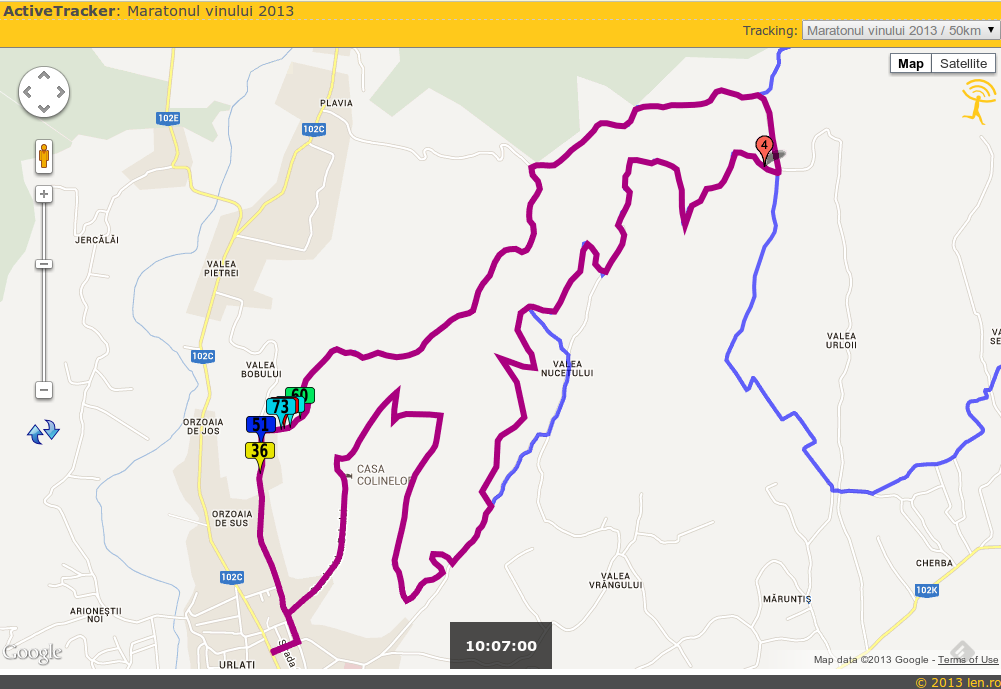 ActiveTracker: Maratonul vinului 2013
Tracking: Maratonul vinului 2013 / 50km
Map Satellite
PLAVIA
102E
102C
4
JERCĂLĂI
VALEA
PIETREI
VALEA
URLOII
102C
VALEA
BOBULUI
VALEA
NUCETULUI
60
73
ORZOAIA
DE JOS
51
36
CASA
COLINELOR
ORZOAIA
DE SUS
102C
CHERBA
VALEA
VRÂNGULUI
102K
MĂRUNȚIȘ
ARIONEȘTII
NOI
10:07:00
Google
URLATI
Map data ©2013 Google - Terms of Use
© 2013 len.ro